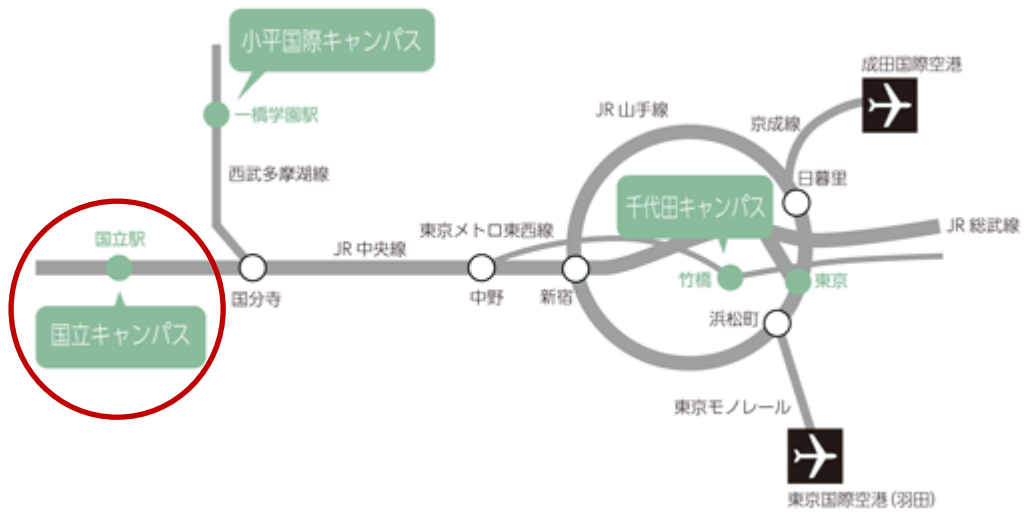 小平国際キャンパス
成田国際空港
JR 山手線
一橋学園駅
京成線
西武多摩湖線
日暮里
千代田キャンパス
国立駅
東京メトロ東西線
JR 総武線
JR 中央線
竹橋
東京
国分寺
中野
新宿
浜松町
国立キャンパス
東京モノレール
東京国際空港(羽田)